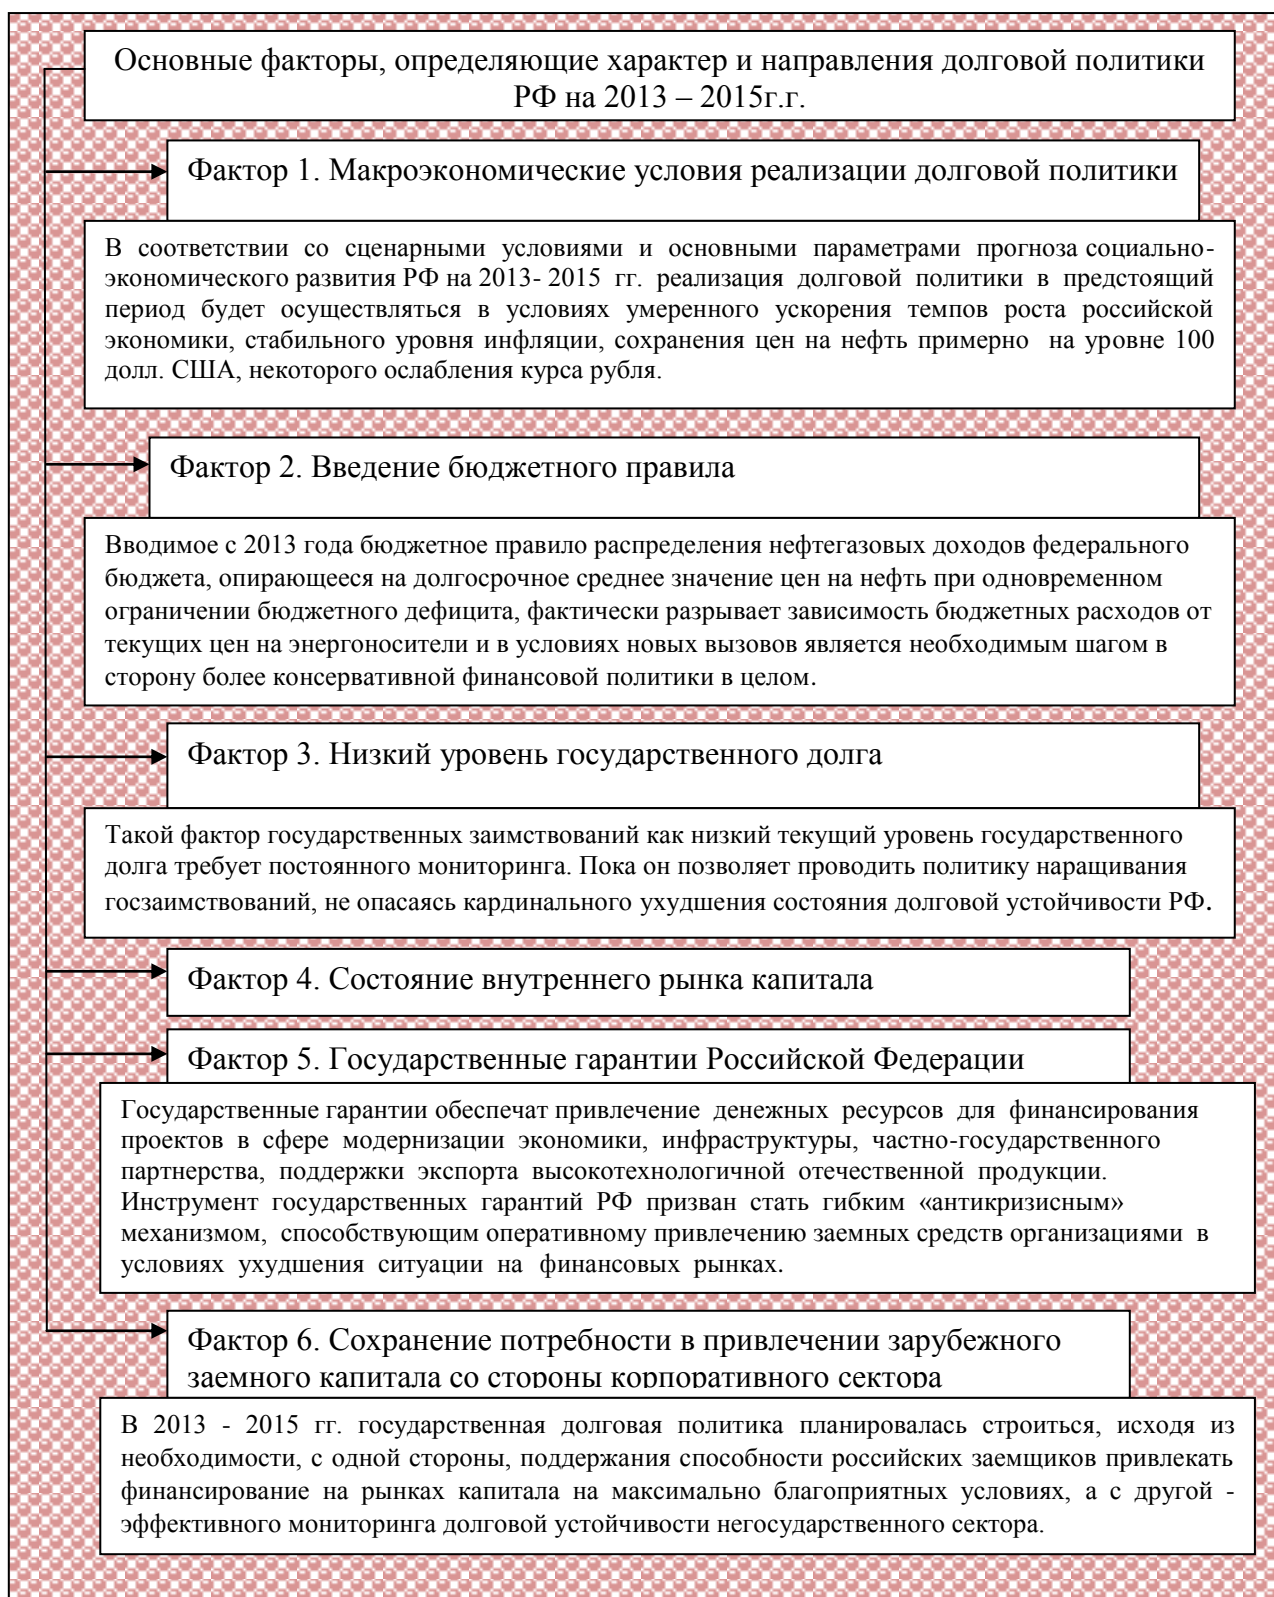 Основные факторы, определяющие характер и направления долговой политики
РФ на 2013 – 2015г.г.
Фактор 1. Макроэкономические условия реализации долговой политики
В соответствии со сценарными условиями и основными параметрами прогноза социально-
экономического развития РФ на 2013- 2015 гг. реализация долговой политики в предстоящий
период будет осуществляться в условиях умеренного ускорения темпов роста российской
экономики, стабильного уровня инфляции, сохранения цен на нефть примерно на уровне 100
долл. США, некоторого ослабления курса рубля.
Фактор 2. Введение бюджетного правила
Вводимое с 2013 года бюджетное правило распределения нефтегазовых доходов федерального
бюджета, опирающееся на долгосрочное среднее значение цен на нефть при одновременном
ограничении бюджетного дефицита, фактически разрывает зависимость бюджетных расходов от
текущих цен на энергоносители и в условиях новых вызовов является необходимым шагом в
сторону более консервативной финансовой политики в целом.
Фактор 3. Низкий уровень государственного долга
Такой фактор государственных заимствований как низкий текущий уровень государственного
долга требует постоянного мониторинга. Пока он позволяет проводить политику наращивания
госзаимствований, не опасаясь кардинального ухудшения состояния долговой устойчивости РФ.
Фактор 4. Состояние внутреннего рынка капитала
Фактор 5. Государственные гарантии Российской Федерации
Государственные гарантии обеспечат привлечение денежных ресурсов для финансирования
проектов в сфере модернизации экономики, инфраструктуры, частно-государственного
партнерства, поддержки экспорта высокотехнологичной отечественной продукции.
Инструмент государственных гарантий РФ призван стать гибким «антикризисным»
механизмом, способствующим оперативному привлечению заемных средств организациями в
условиях ухудшения ситуации на финансовых рынках.
Фактор 6. Сохранение потребности в привлечении зарубежного
заемного капитала со стороны корпоративного сектора
В 2013 - 2015 гг. государственная долговая политика планировалась строиться, исходя из
необходимости, с одной стороны, поддержания способности российских заемщиков привлекать
финансирование на рынках капитала на максимально благоприятных условиях, а с другой -
эффективного мониторинга долговой устойчивости негосударственного сектора.